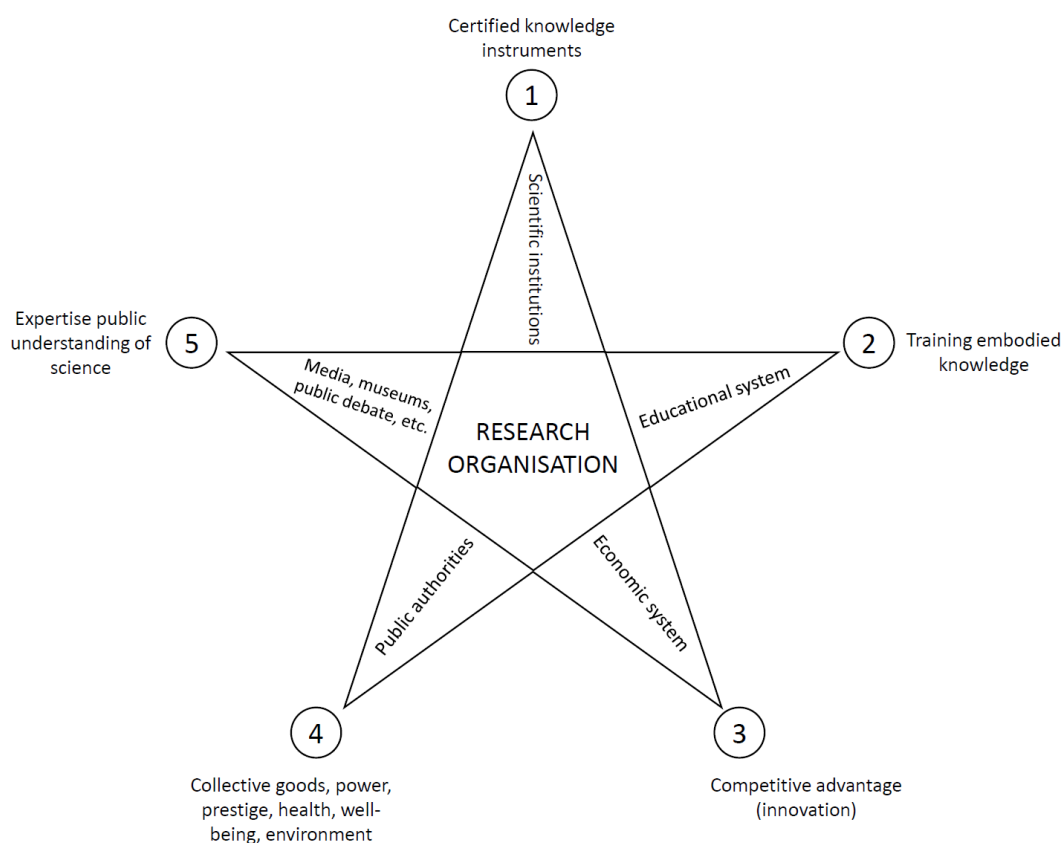 Certified knowledge
instruments
1
Scientific institutions
Expertise public
understanding of
science
5
2
Training embodied
knowledge
Media, museums,
public debate, etc.
Educational system
RESEARCH
ORGANISATION
Public authorities
Economic system
4
3
Collective goods, power,
prestige, health, well-
being, environment
Competitive advantage
(innovation)